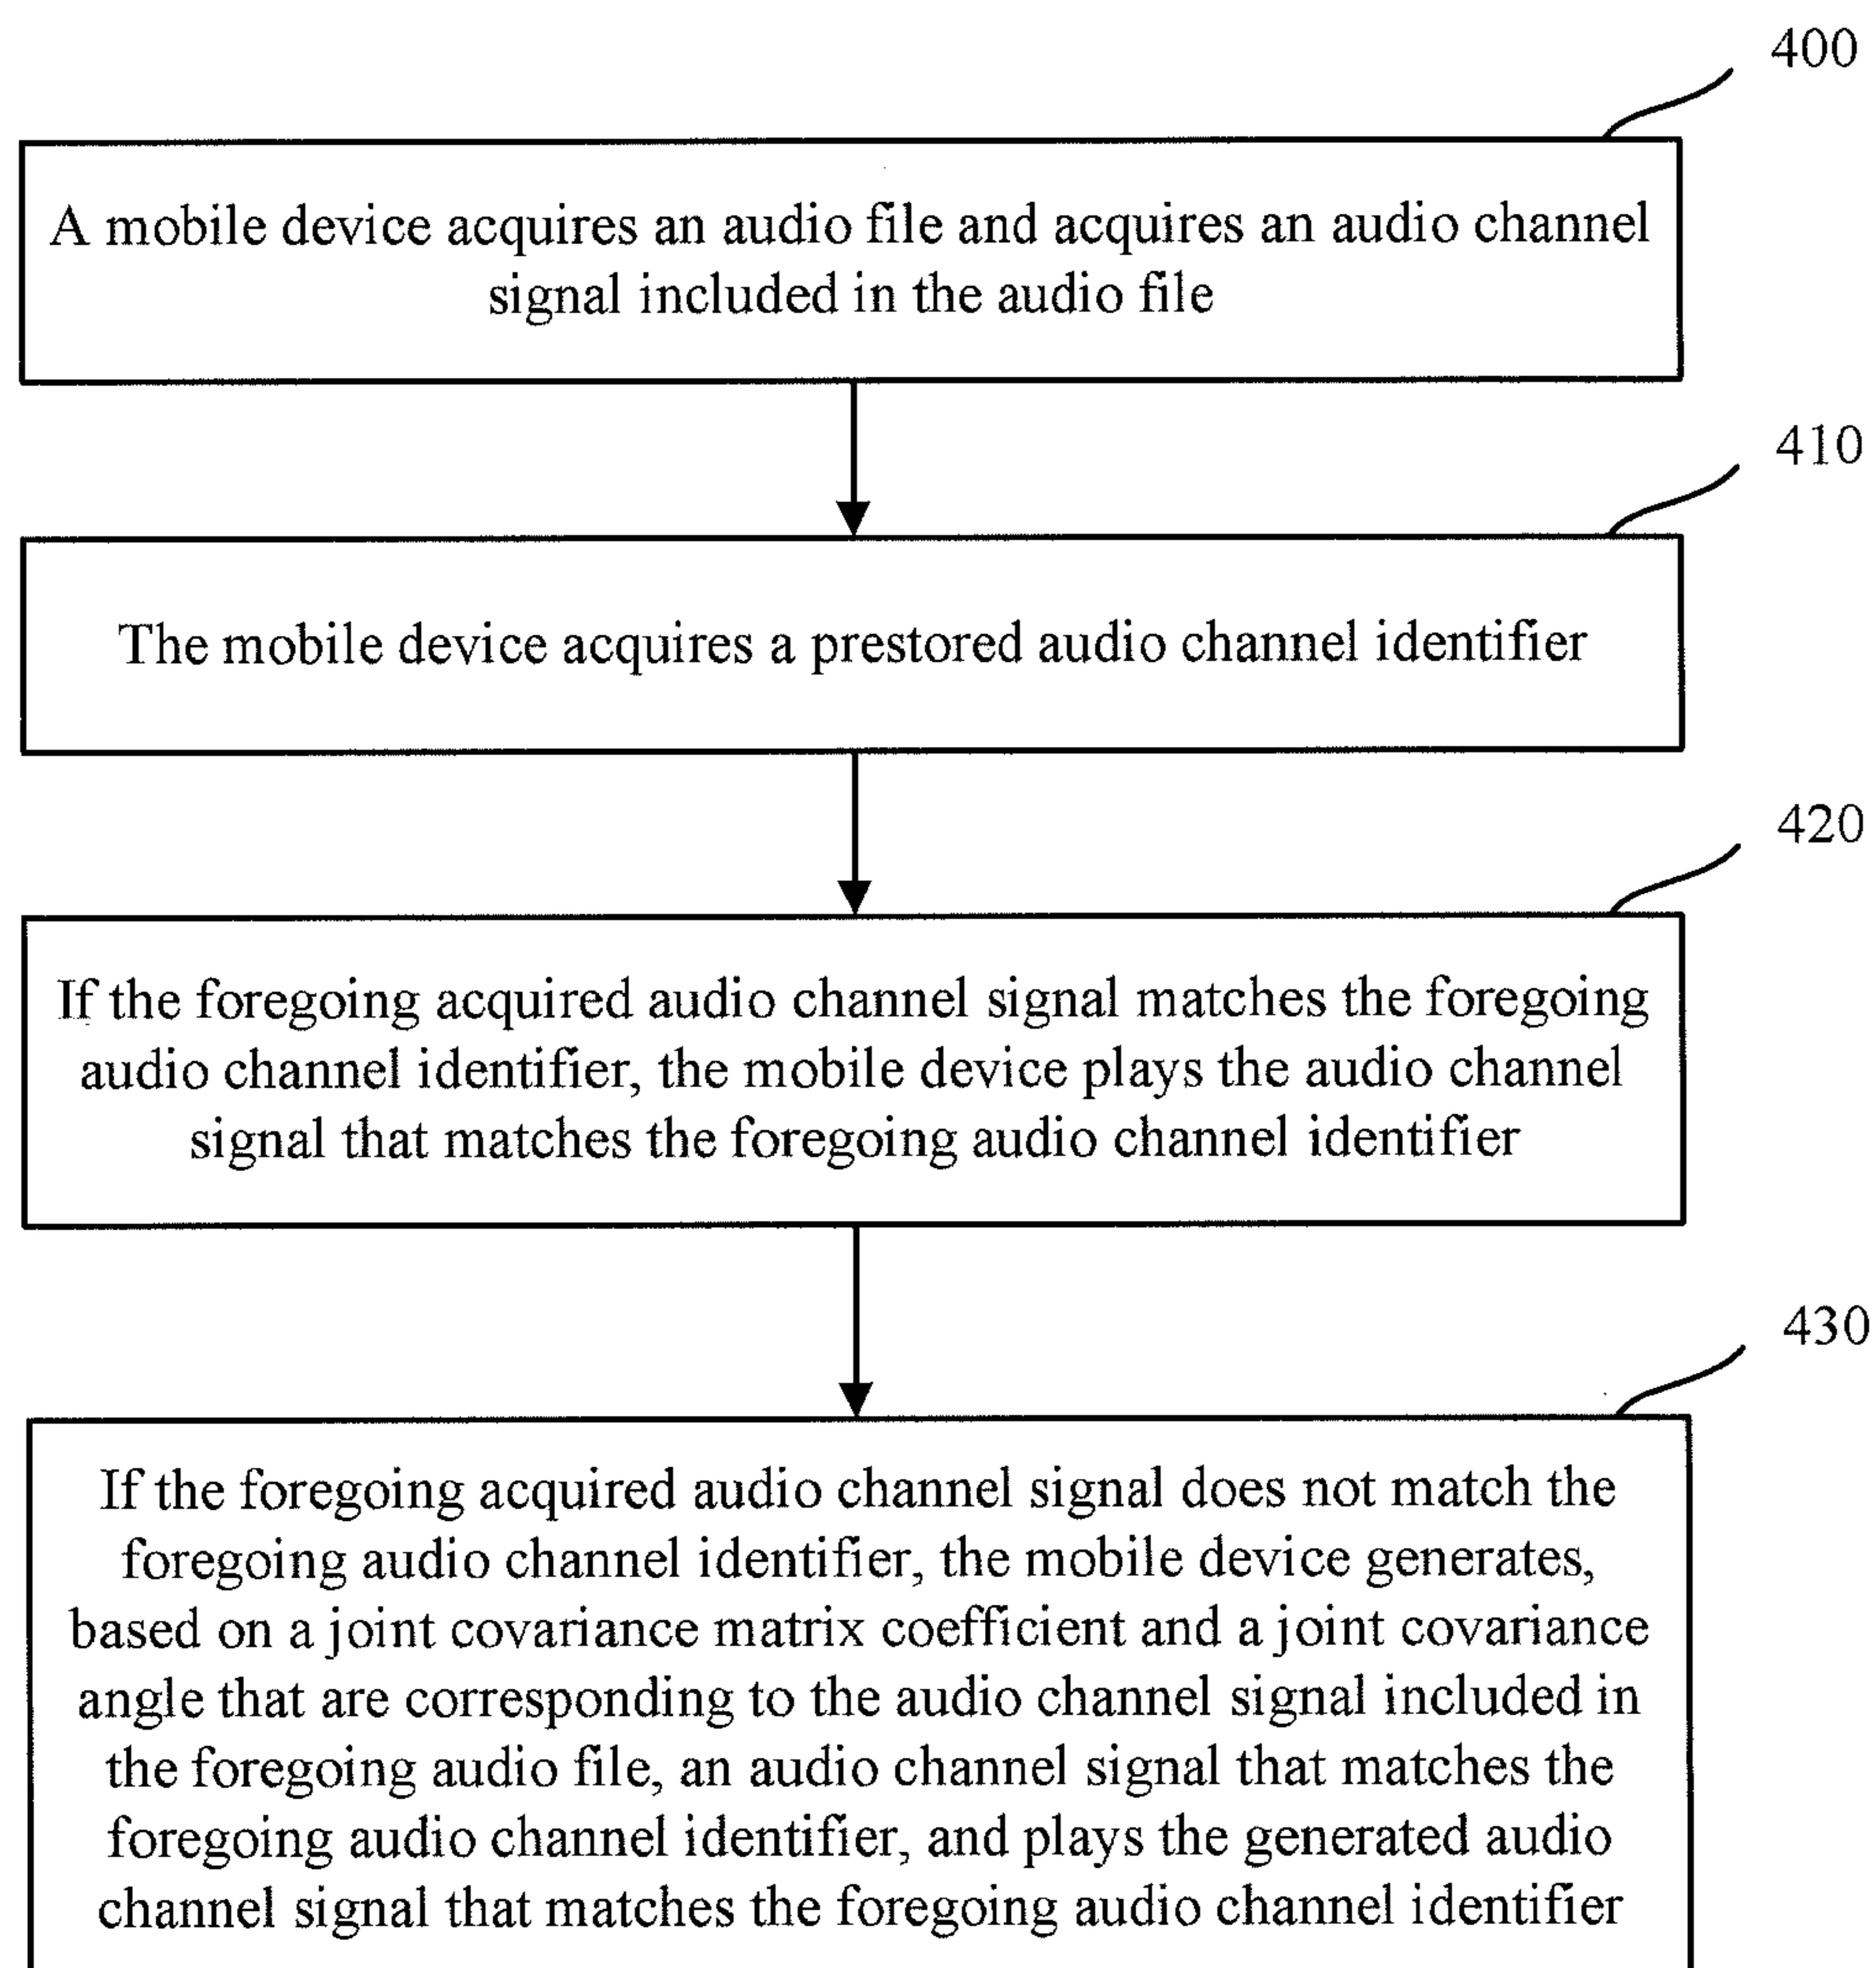 400
A mobile device acquires an audio file and acquires an audio channel
signal included in the audio file
410
The mobile device acquires a prestored audio channel identifier
420
If the foregoing acquired audio channel signal matches the foregoing
audio channel identifier, the mobile device plays the audio channel
signal that matches the foregoing audio channel identifier
430
If the foregoing acquired audio channel signal does not match the
foregoing audio channel identifier, the mobile device generates,
based on a joint covariance matrix coefficient and a joint covariance
angle that are corresponding to the audio channel signal included in
the foregoing audio file, an audio channel signal that matches the
foregoing audio channel identifier, and plays the generated audio
channel signal that matches the foregoing audio channel identifier